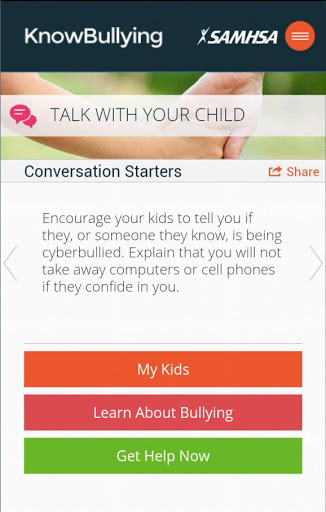 KnowBullying
SAMHSA
TALK WITH YOUR CHILD
Conversation Starters
Share
Encourage your kids to tell you if
they, or someone they know, is being
cyberbullied. Explain that you will not
take away computers or cell phones
if they confide in you.
My Kids
Learn About Bullying
Get Help Now